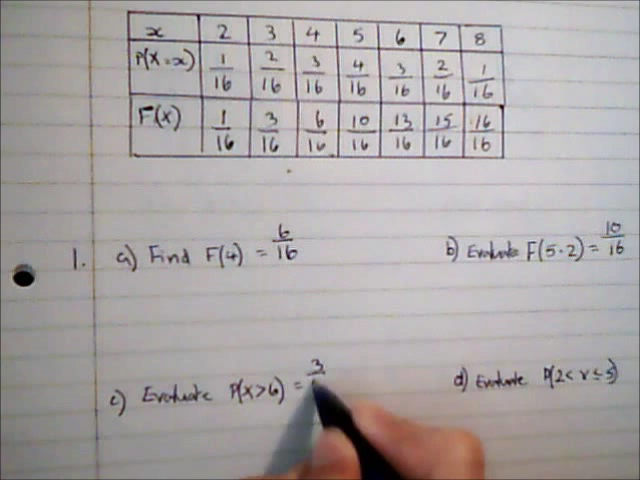 x 2 3 4 5 6 7 8
P(X=x) 1/16 2/16 3/16 4/16 3/16 2/16 1/16
F(X) 1/16 3/16 6/16 10/16 13/16 15/16 16/16
1. a) Find F(4) = 6/16
b) Evaluate F(5·2) = 10/16
c) Evaluate P(X>6) = 3
d) Evaluate P(2<X≤5)